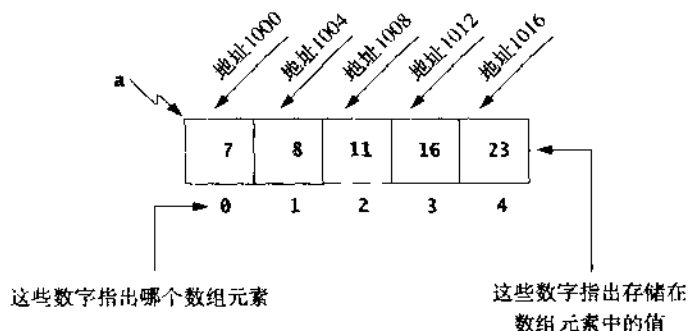 地址1000
地址1004
地址1008
地址1012
地址1016
a
7 8 11 16 23
0 1 2 3 4
这些数字指出哪个数组元素
这些数字指出存储在
数组元素中的值